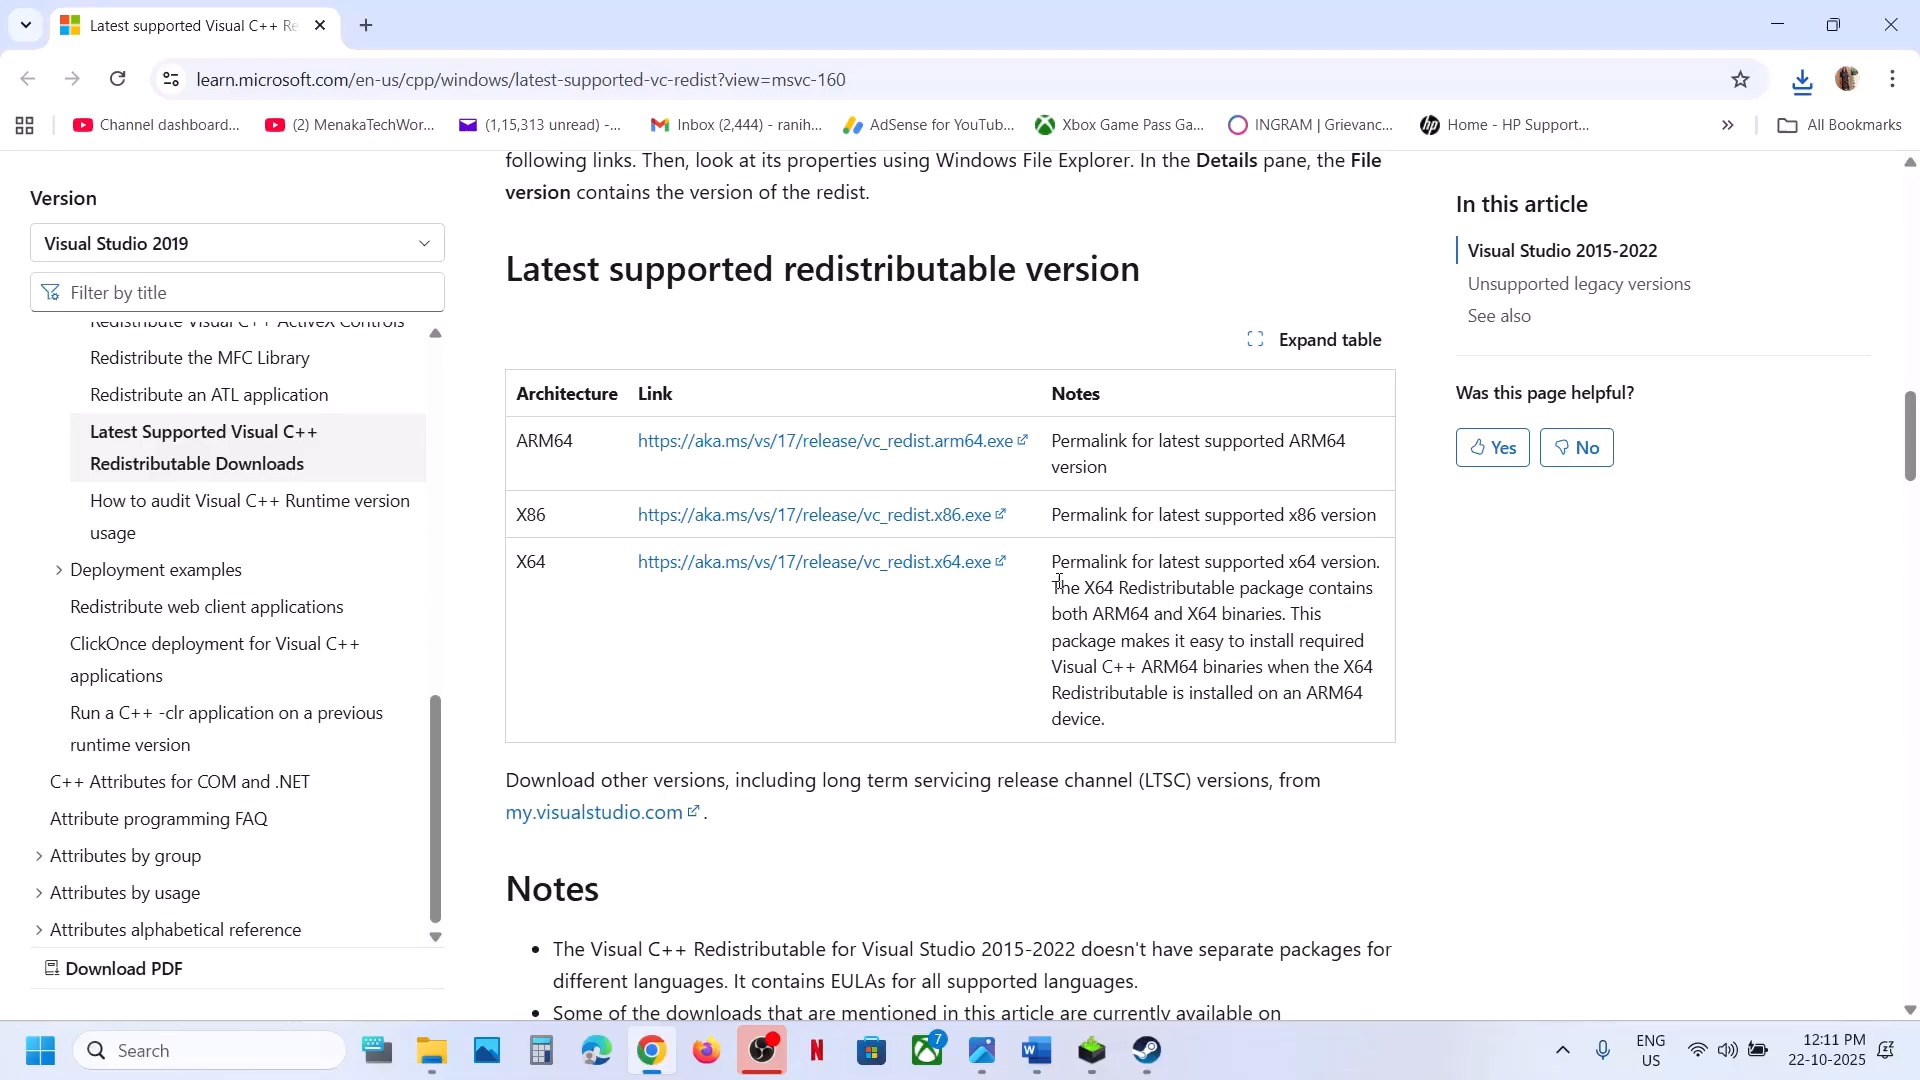 Latest supported Visual C++ Re
learn.microsoft.com/en-us/cpp/windows/latest-supported-vc-redist?view=msvc-160
Channel dashboard...
(2) MenakaTechWor...
(1,15,313 unread) -...
Inbox (2,444) - ranih...
AdSense for YouTub...
Xbox Game Pass Ga...
INGRAM | Grievanc...
Home - HP Support...
All Bookmarks
Version
Visual Studio 2019
Filter by title
Redistribute Visual C++ ActiveX Controls
Redistribute the MFC Library
Redistribute an ATL application
Latest Supported Visual C++
Redistributable Downloads
How to audit Visual C++ Runtime version
usage
Deployment examples
Redistribute web client applications
ClickOnce deployment for Visual C++
applications
Run a C++ -clr application on a previous
runtime version
C++ Attributes for COM and .NET
Attribute programming FAQ
Attributes by group
Attributes by usage
Attributes alphabetical reference
Download PDF
following links. Then, look at its properties using Windows File Explorer. In the Details pane, the File
version contains the version of the redist.
Latest supported redistributable version
Expand table
Architecture Link Notes
ARM64 https://aka.ms/vs/17/release/vc_redist.arm64.exe Permalink for latest supported ARM64
version
X86 https://aka.ms/vs/17/release/vc_redist.x86.exe Permalink for latest supported x86 version
X64 https://aka.ms/vs/17/release/vc_redist.x64.exe Permalink for latest supported x64 version.
The X64 Redistributable package contains
both ARM64 and X64 binaries. This
package makes it easy to install required
Visual C++ ARM64 binaries when the X64
Redistributable is installed on an ARM64
device.
Download other versions, including long term servicing release channel (LTSC) versions, from
my.visualstudio.com .
Notes
• The Visual C++ Redistributable for Visual Studio 2015-2022 doesn't have separate packages for
different languages. It contains EULAs for all supported languages.
• Some of the downloads that are mentioned in this article are currently available on
In this article
Visual Studio 2015-2022
Unsupported legacy versions
See also
Was this page helpful?
Yes
No
Search
7
ENG
US
12:11 PM
22-10-2025